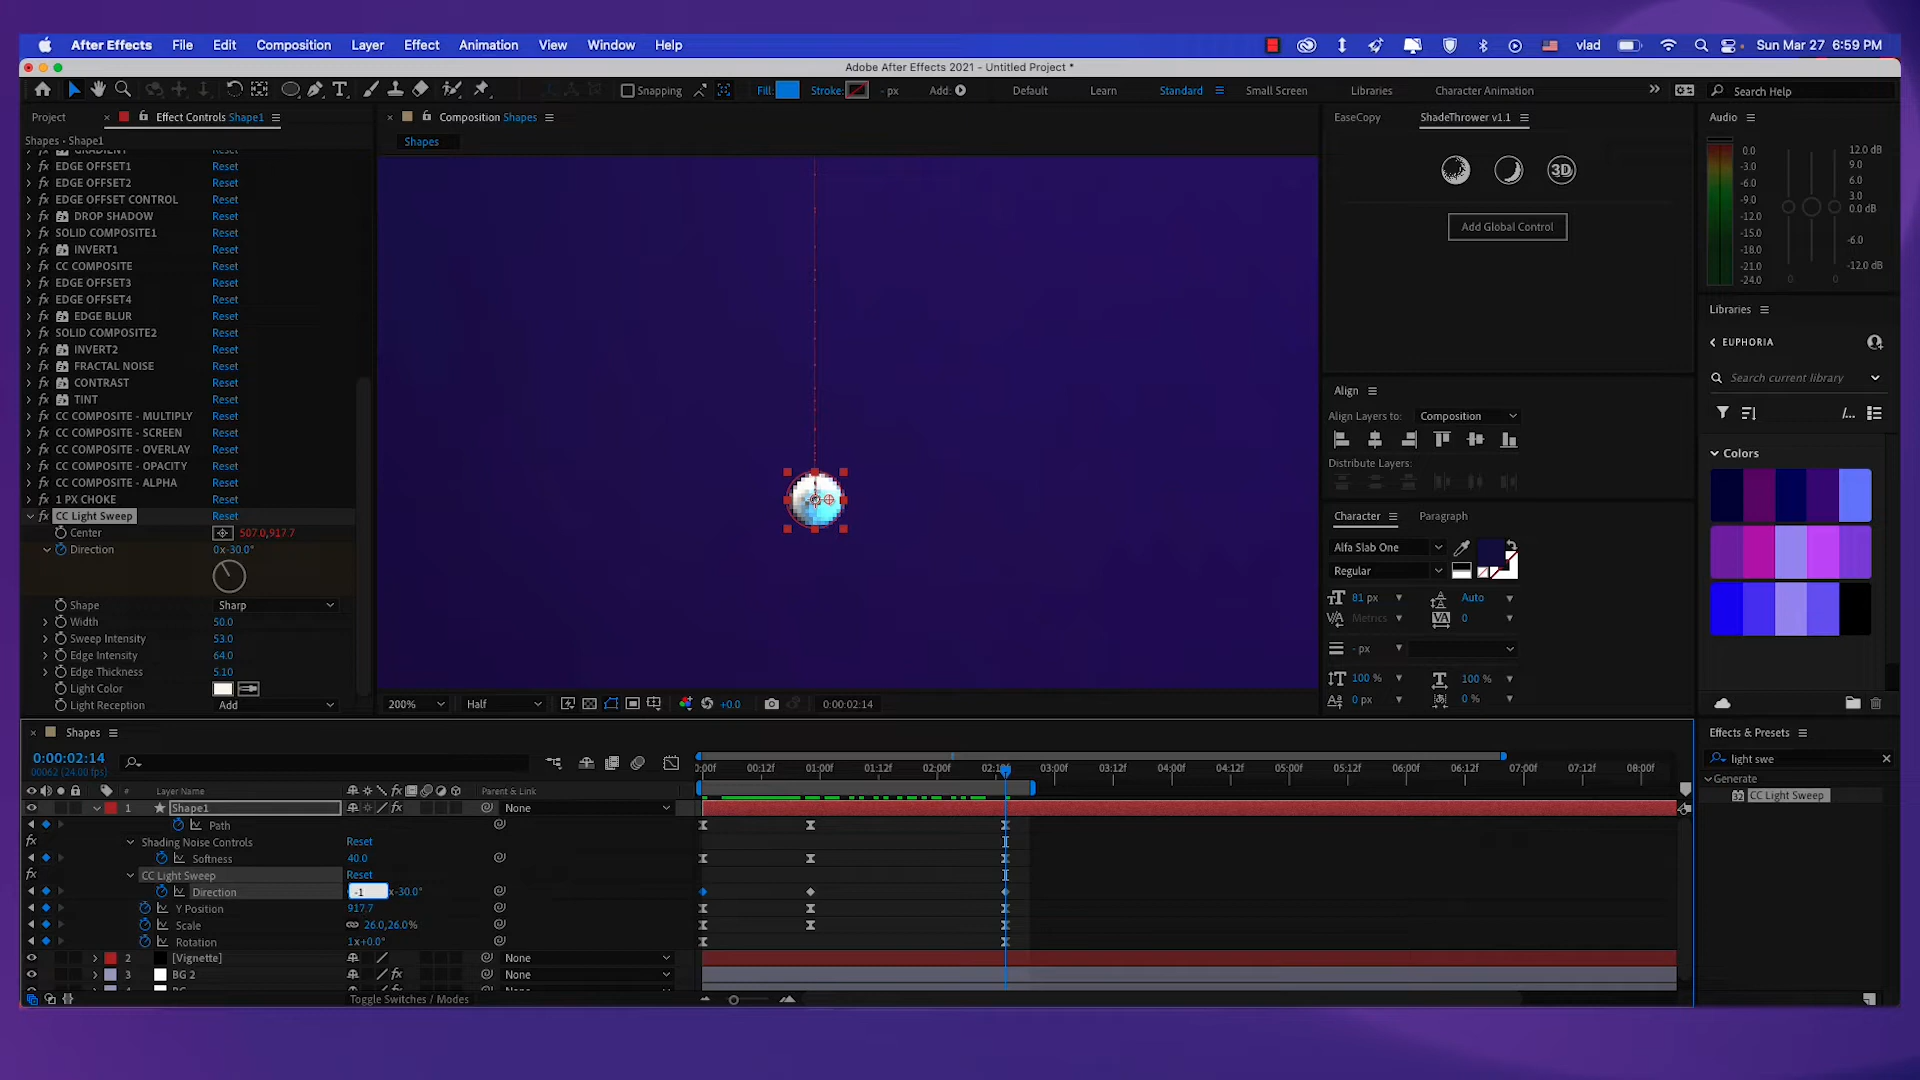 After Effects File Edit Composition Layer Effect Animation View Window Help vlad Sun Mar 27 6:59 PM
Adobe After Effects 2021 - Untitled Project *
Snapping Fill: Stroke: - px Add: Default Learn Standard Small Screen Libraries Character Animation Search Help
Project Effect Controls Shape1
Shapes · Shape1
GRADIENT Reset
EDGE OFFSET1 Reset
EDGE OFFSET2 Reset
EDGE OFFSET CONTROL Reset
DROP SHADOW Reset
SOLID COMPOSITE1 Reset
INVERT1 Reset
CC COMPOSITE Reset
EDGE OFFSET3 Reset
EDGE OFFSET4 Reset
EDGE BLUR Reset
SOLID COMPOSITE2 Reset
INVERT2 Reset
FRACTAL NOISE Reset
CONTRAST Reset
TINT Reset
CC COMPOSITE - MULTIPLY Reset
CC COMPOSITE - SCREEN Reset
CC COMPOSITE - OVERLAY Reset
CC COMPOSITE - OPACITY Reset
CC COMPOSITE - ALPHA Reset
1 PX CHOKE Reset
CC Light Sweep Reset
Center 507.0,917.7
Direction 0x-30.0°
Shape Sharp
Width 50.0
Sweep Intensity 53.0
Edge Intensity 64.0
Edge Thickness 5.10
Light Color
Light Reception Add
Composition Shapes
Shapes
200% Half +0.0 0:00:02:14
EaseCopy ShadeThrower v1.1
3D
Add Global Control
Align
Align Layers to: Composition
Distribute Layers:
Character Paragraph
Alfa Slab One
Regular
81 px Auto
Metrics 0
- px
100 % 100 %
0 px 0 %
Audio
0.0 12.0 dB
-3.0 9.0
-6.0 6.0
-9.0 3.0
-12.0 0.0 dB
-15.0
-18.0 -6.0
-21.0 -12.0 dB
-24.0 0 0
Libraries
EUPHORIA
Search current library
Colors
Effects & Presets
light swe
Generate
32 CC Light Sweep
Shapes
0:00:02:14
00062 (24.00 fps)
0:00f 00:12f 01:00f 01:12f 02:00f 02:12f 03:00f 03:12f 04:00f 04:12f 05:00f 05:12f 06:00f 06:12f 07:00f 07:12f 08:00f
# Layer Name fx Parent & Link
1 Shape1 None
Path
fx Shading Noise Controls Reset
Softness 40.0
fx CC Light Sweep Reset
Direction -1 x-30.0°
Y Position 917.7
Scale 26.0,26.0%
Rotation 1x+0.0°
2 [Vignette] None
3 BG 2 None
Toggle Switches / Modes